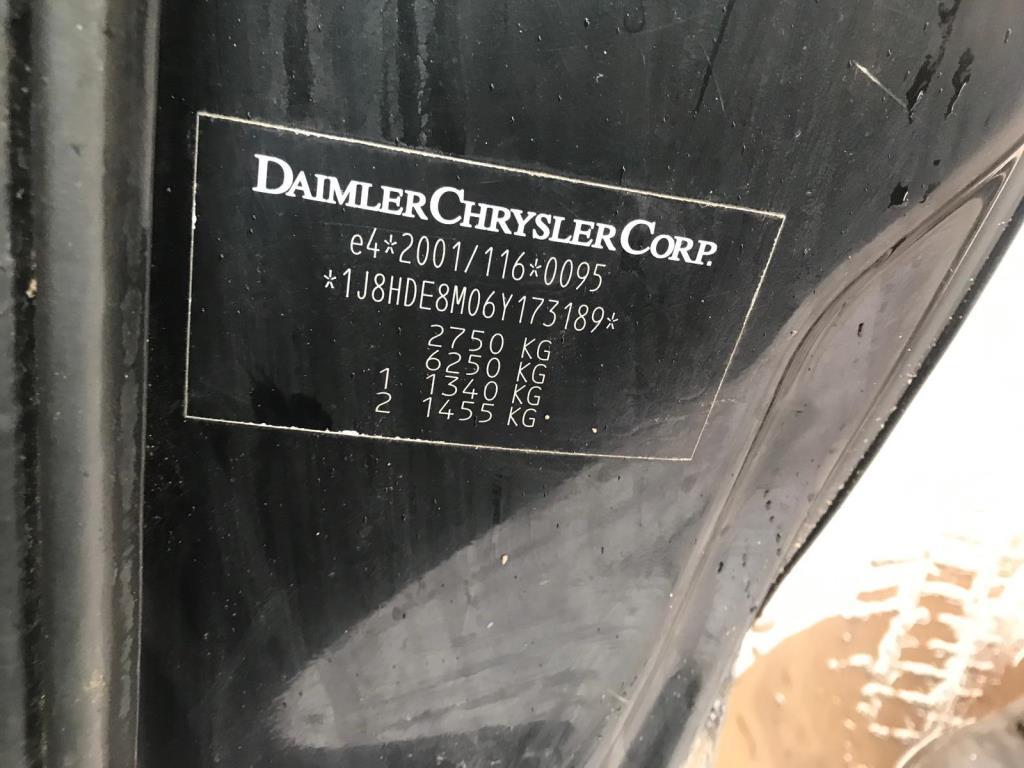 DAIMLERCHRYSLER CORP.
e4*2001/116*0095
*1J8HDE8M06Y173189*
2750 KG
6250 KG
1 1340 KG
2 1455 KG